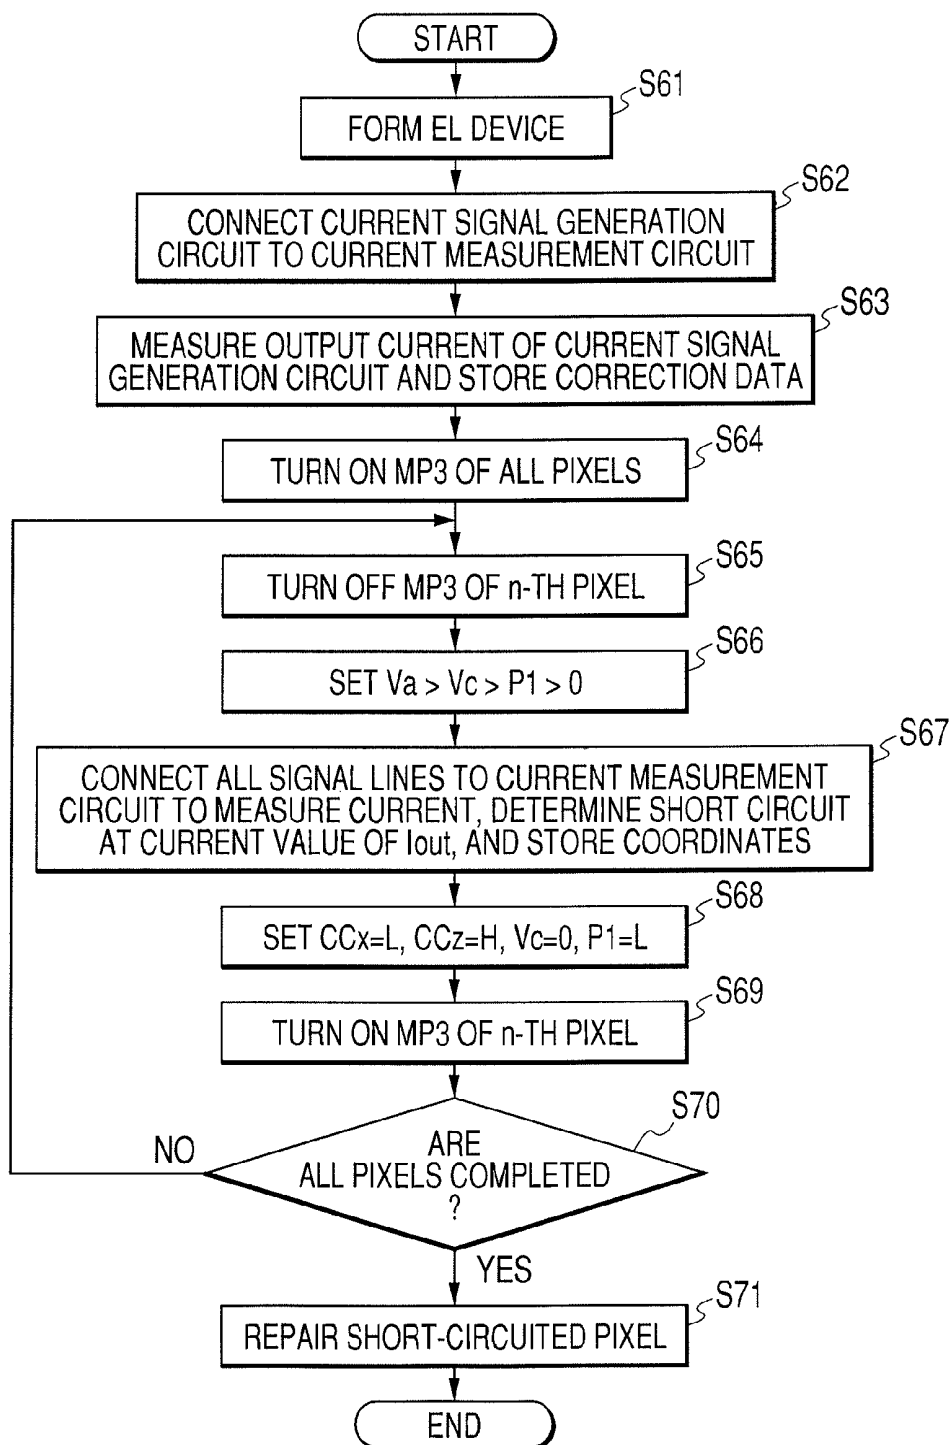 START
S61
FORM EL DEVICE
S62
CONNECT CURRENT SIGNAL GENERATION
CIRCUIT TO CURRENT MEASUREMENT CIRCUIT
S63
MEASURE OUTPUT CURRENT OF CURRENT SIGNAL
GENERATION CIRCUIT AND STORE CORRECTION DATA
S64
TURN ON MP3 OF ALL PIXELS
S65
TURN OFF MP3 OF n-TH PIXEL
S66
SET Va > Vc > P1 > 0
S67
CONNECT ALL SIGNAL LINES TO CURRENT MEASUREMENT
CIRCUIT TO MEASURE CURRENT, DETERMINE SHORT CIRCUIT
AT CURRENT VALUE OF Iout, AND STORE COORDINATES
S68
SET CCx=L, CCz=H, Vc=0, P1=L
S69
TURN ON MP3 OF n-TH PIXEL
S70
ARE
ALL PIXELS COMPLETED
?
NO
YES
S71
REPAIR SHORT-CIRCUITED PIXEL
END